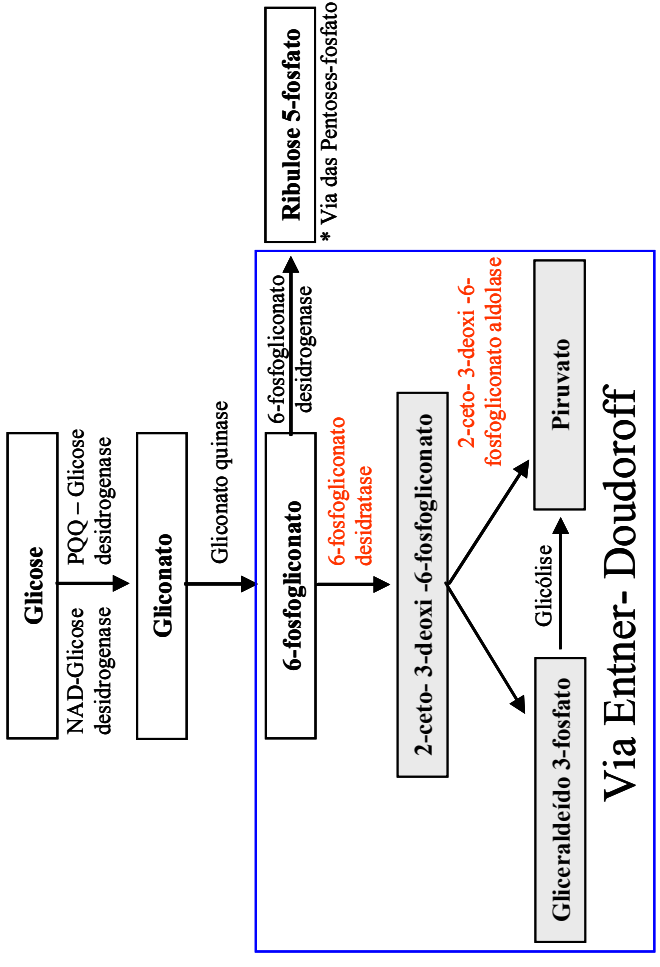 Glicose
NAD-Glicose
desidrogenase
PQQ – Glicose
desidrogenase
Gliconato
Gliconato quinase
6-fosfogliconato
6-fosfogliconato
desidrogenase
Ribulose 5-fosfato
* Via das Pentoses-fosfato
6-fosfogliconato
desidratase
2-ceto- 3-deoxi -6-fosfogliconato
2-ceto- 3-deoxi -6-
fosfogliconato aldolase
Gliceraldeído 3-fosfato
Glicólise
Piruvato
Via Entner- Doudoroff